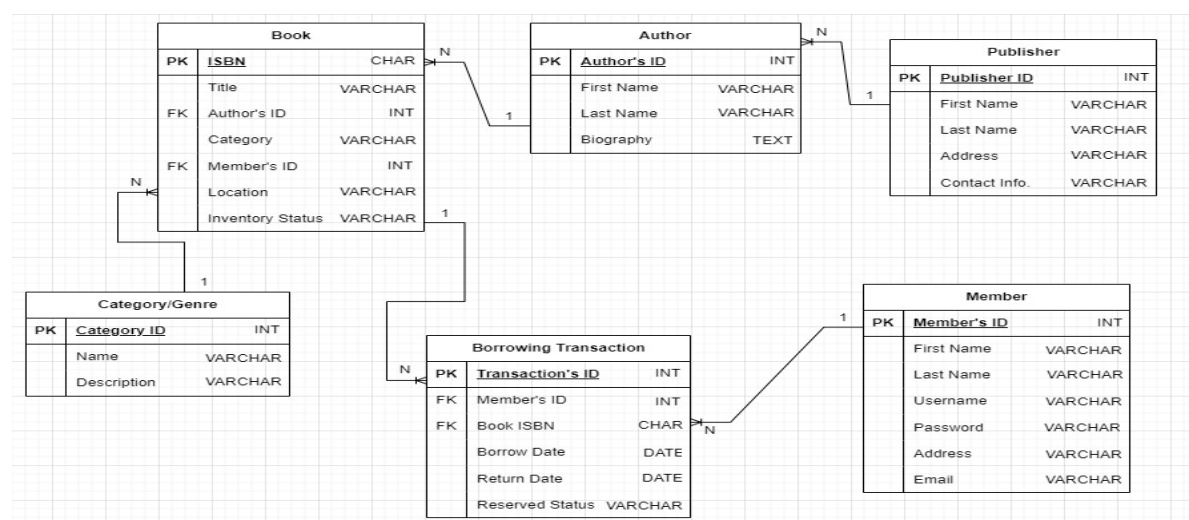 Book
PK ISBN CHAR
Title VARCHAR
FK Author's ID INT
Category VARCHAR
FK Member's ID INT
Location VARCHAR
Inventory Status VARCHAR
N
1
Author
PK Author's ID INT
First Name VARCHAR
Last Name VARCHAR
Biography TEXT
N
1
Publisher
PK Publisher ID INT
First Name VARCHAR
Last Name VARCHAR
Address VARCHAR
Contact Info. VARCHAR
N
1
Category/Genre
PK Category ID INT
Name VARCHAR
Description VARCHAR
1
N
Borrowing Transaction
PK Transaction's ID INT
FK Member's ID INT
FK Book ISBN CHAR
Borrow Date DATE
Return Date DATE
Reserved Status VARCHAR
N
1
Member
PK Member's ID INT
First Name VARCHAR
Last Name VARCHAR
Username VARCHAR
Password VARCHAR
Address VARCHAR
Email VARCHAR